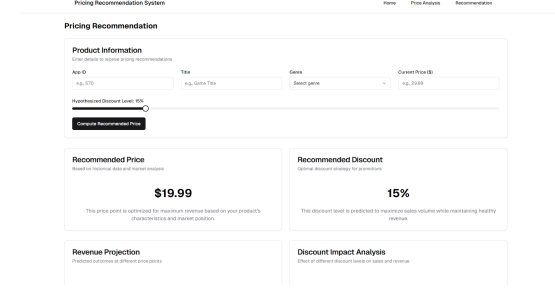 Pricing Recommendation System
Home Price Analysis Recommendation
Pricing Recommendation
Product Information
Enter details to receive pricing recommendations
App ID Title Genre Current Price ($)
e.g., 570 e.g., Game Title Select genre e.g., 29.99
Hypothesized Discount Level: 15%
Compute Recommended Price
Recommended Price
Based on historical data and market analysis
$19.99
This price point is optimized for maximum revenue based on your product's
characteristics and market position.
Recommended Discount
Optimal discount strategy for promotions
15%
This discount level is predicted to maximize sales volume while maintaining healthy
revenue.
Revenue Projection
Predicted outcomes at different price points
Discount Impact Analysis
Effect of different discount levels on sales and revenue